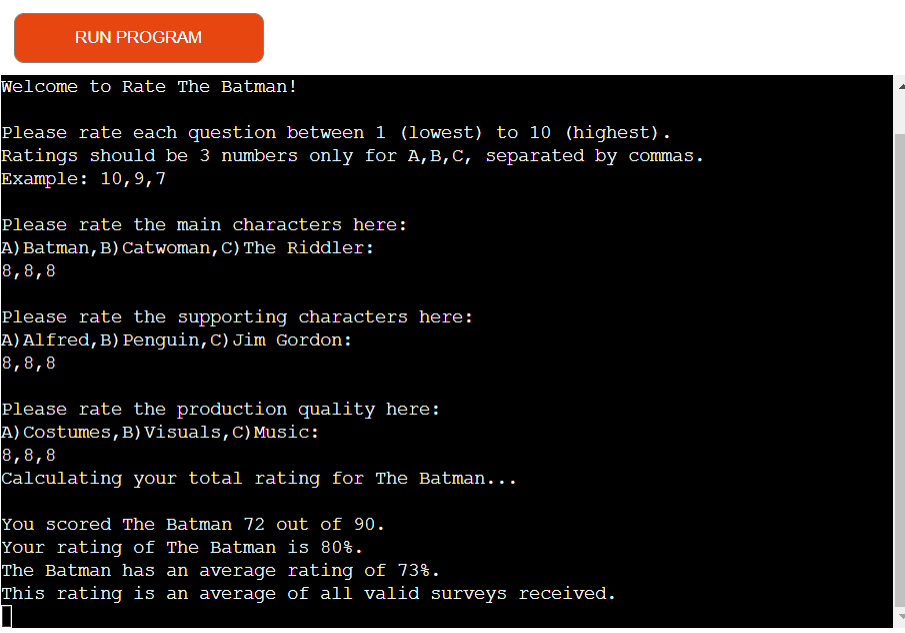 RUN PROGRAM
Welcome to Rate The Batman!
Please rate each question between 1 (lowest) to 10 (highest).
Ratings should be 3 numbers only for A,B,C, separated by commas.
Example: 10,9,7
Please rate the main characters here:
A)Batman,B)Catwoman,C)The Riddler:
8,8,8
Please rate the supporting characters here:
A)Alfred,B)Penguin,C)Jim Gordon:
8,8,8
Please rate the production quality here:
A)Costumes,B)Visuals,C)Music:
8,8,8
Calculating your total rating for The Batman...
You scored The Batman 72 out of 90.
Your rating of The Batman is 80%.
The Batman has an average rating of 73%.
This rating is an average of all valid surveys received.